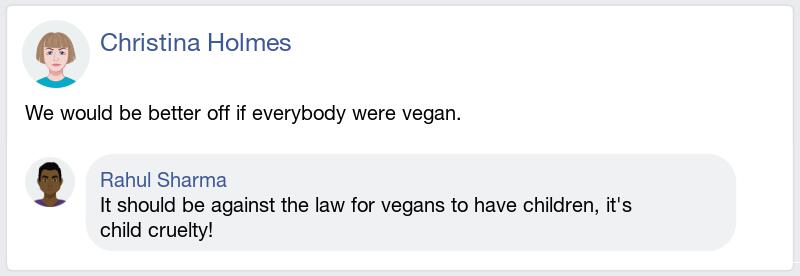 Christina Holmes
We would be better off if everybody were vegan.
Rahul Sharma
It should be against the law for vegans to have children, it's
child cruelty!